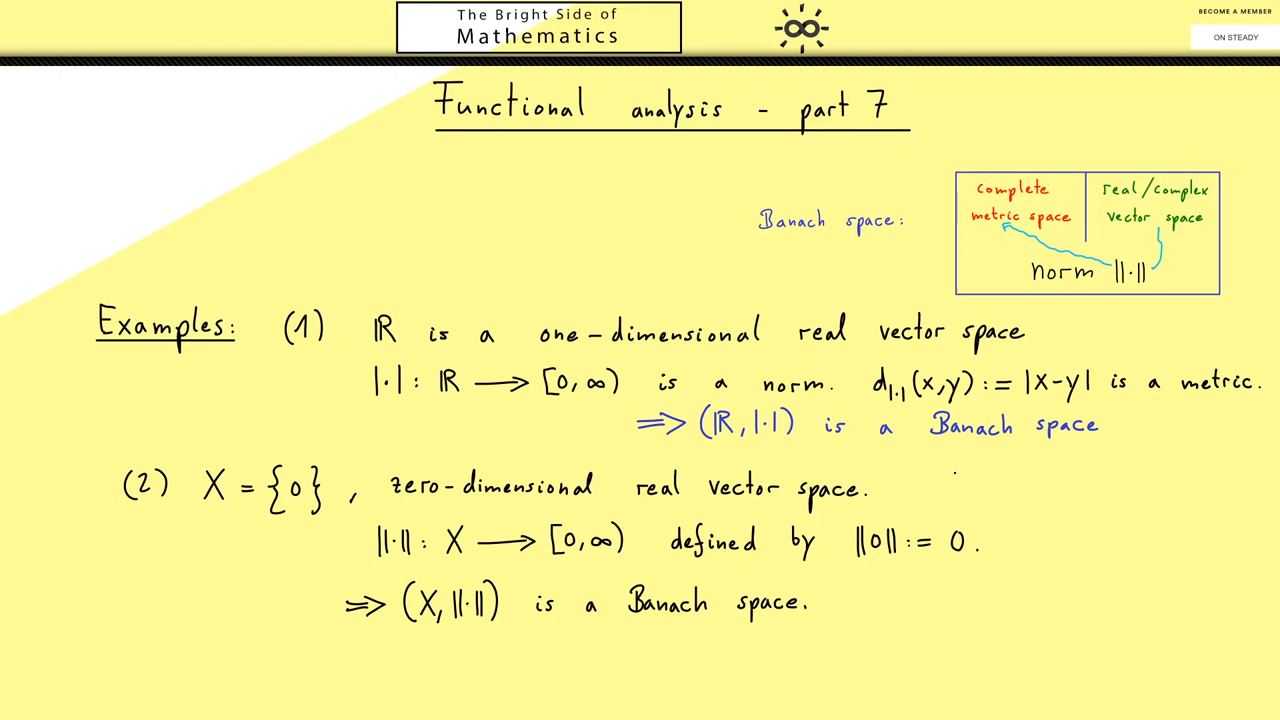 The Bright Side of
Mathematics
BECOME A MEMBER
ON STEADY
Functional analysis - part 7
Banach space:
complete
metric space
real/complex
vector space
norm ||·||
Examples: (1) ℝ is a one-dimensional real vector space
|·| : ℝ ⟶ [0,∞) is a norm. d_{|·|}(x,y) := |x-y| is a metric.
⟹ (ℝ, |·|) is a Banach space
(2) X = {0}, zero-dimensional real vector space.
||·|| : X ⟶ [0,∞) defined by ||0|| := 0.
⟹ (X, ||·||) is a Banach space.